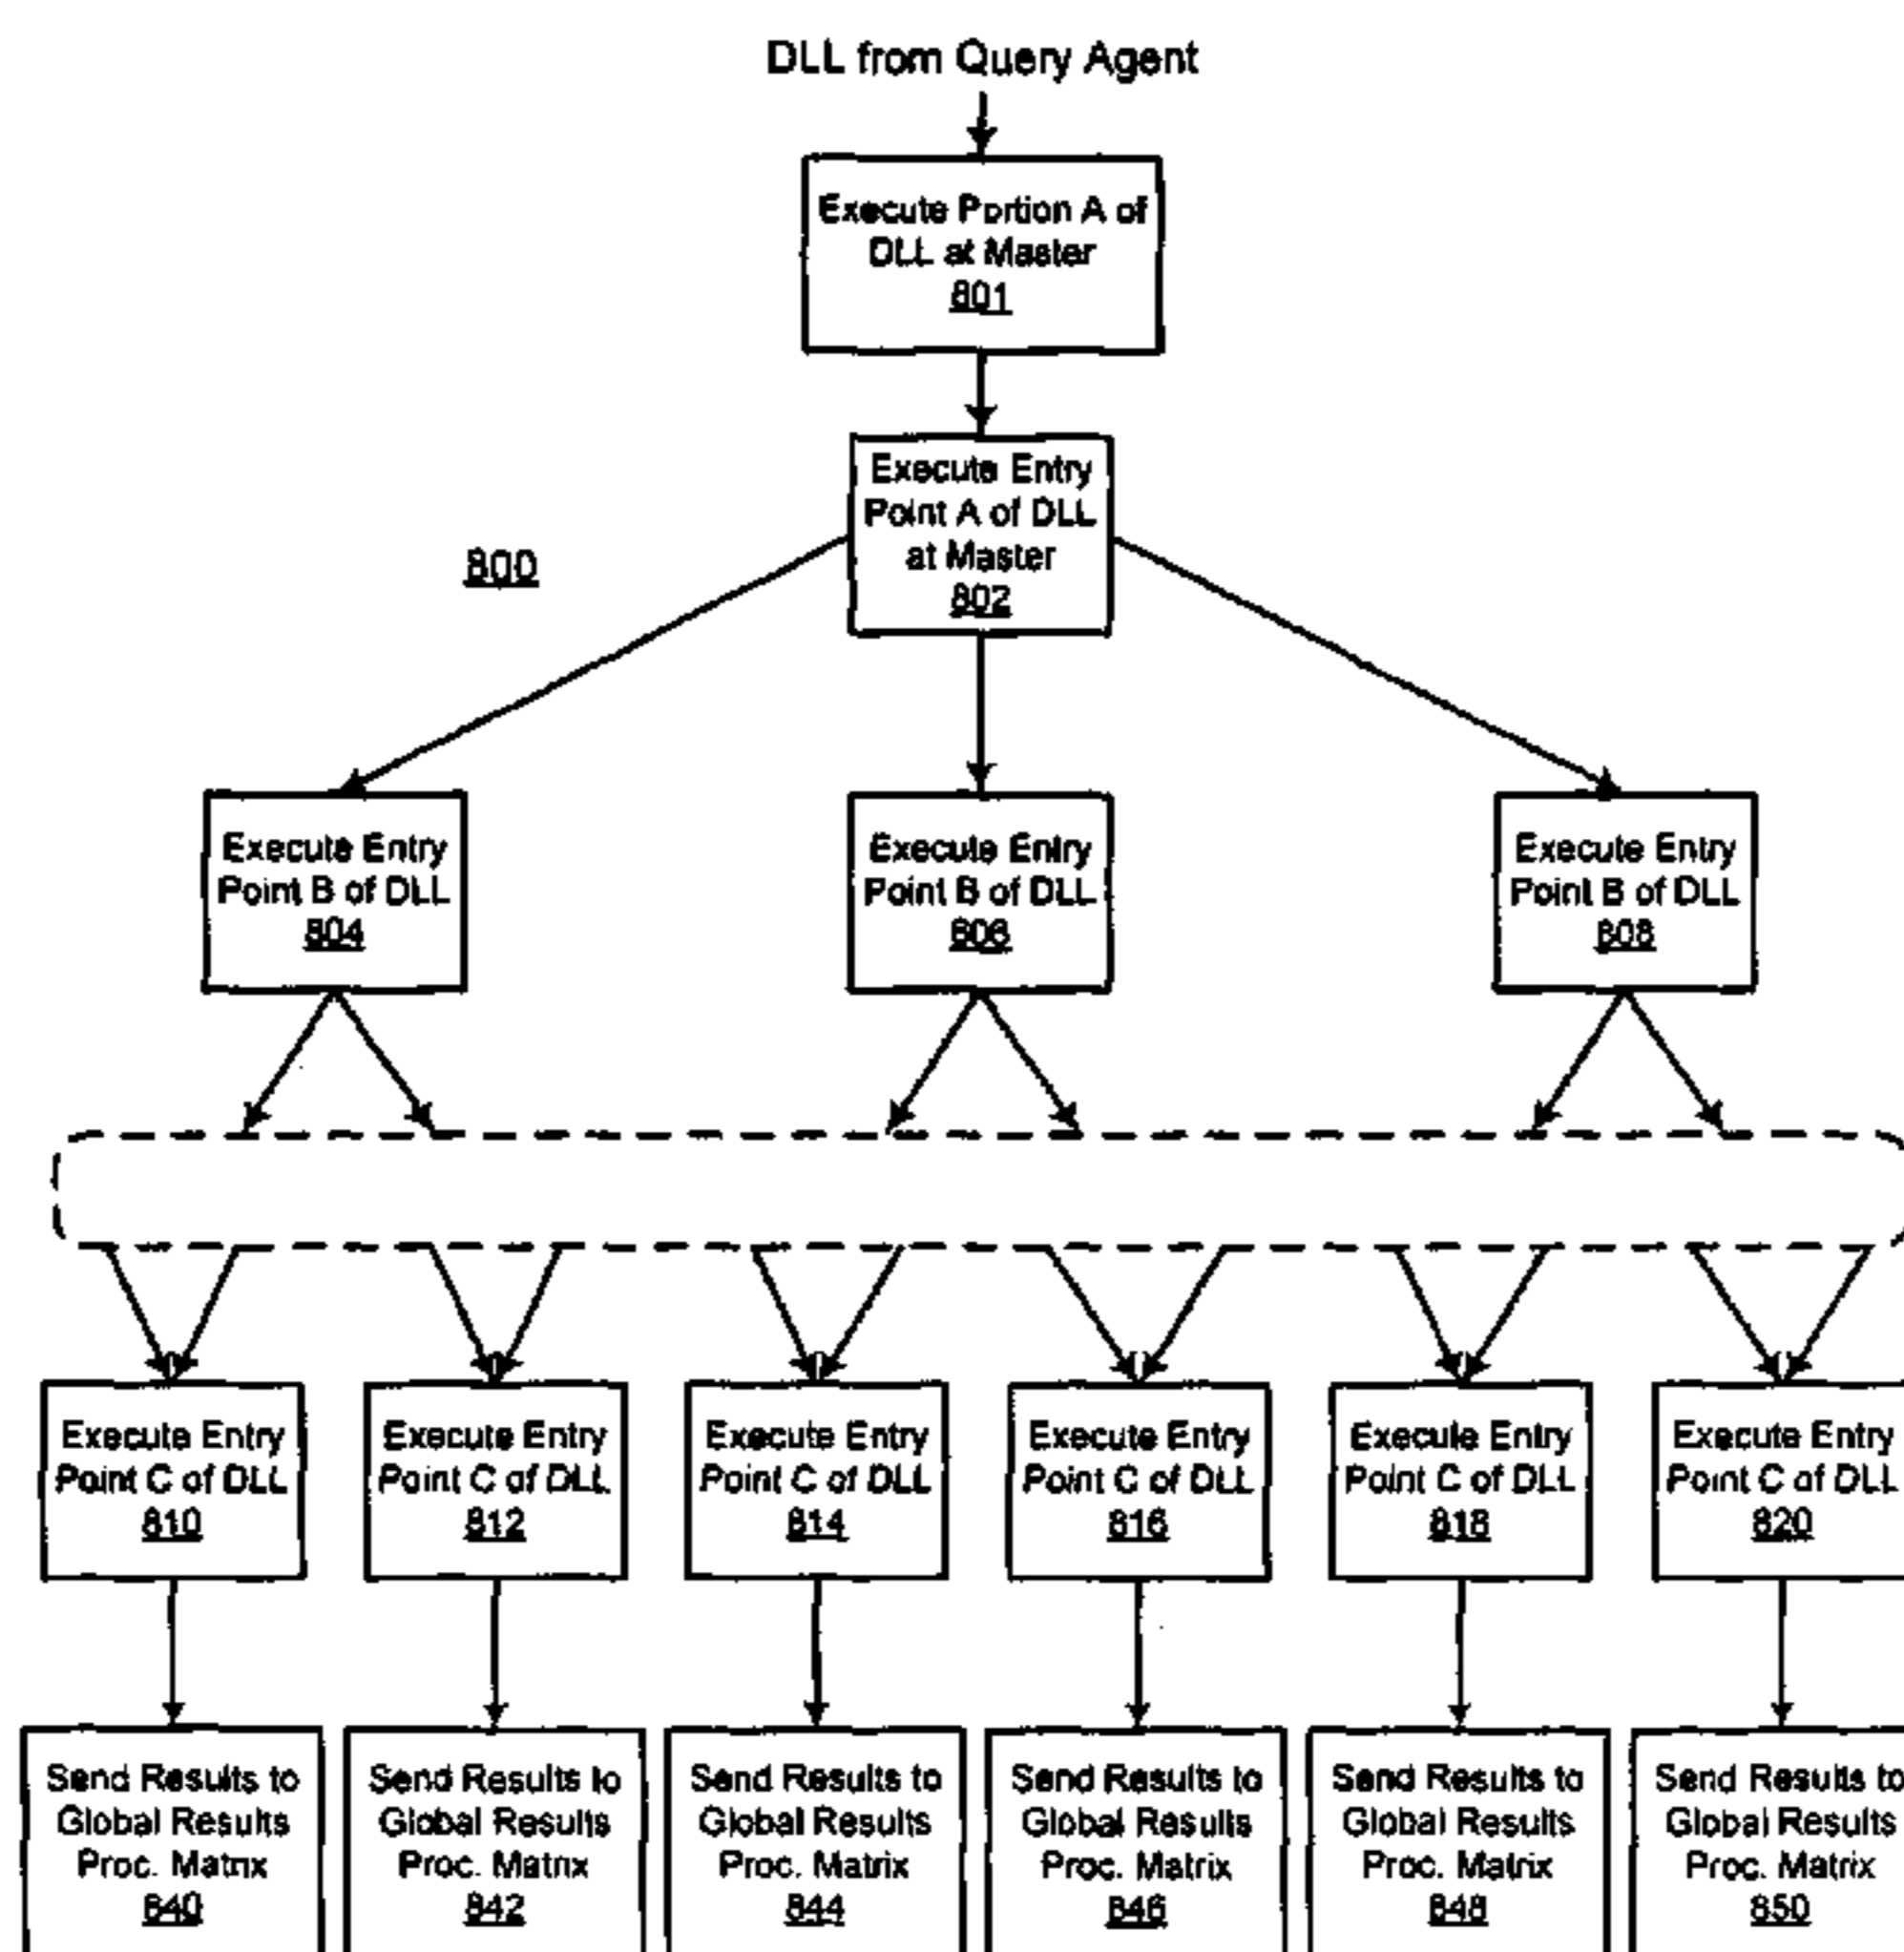 DLL from Query Agent
Execute Portion A of
DLL at Master
801
Execute Entry
Point A of DLL
at Master
802
800
Execute Entry
Point B of DLL
804
Execute Entry
Point B of DLL
806
Execute Entry
Point B of DLL
808
Execute Entry
Point C of DLL
810
Execute Entry
Point C of DLL
812
Execute Entry
Point C of DLL
814
Execute Entry
Point C of DLL
816
Execute Entry
Point C of DLL
818
Execute Entry
Point C of DLL
820
Send Results to
Global Results
Proc. Matrix
840
Send Results to
Global Results
Proc. Matrix
842
Send Results to
Global Results
Proc. Matrix
844
Send Results to
Global Results
Proc. Matrix
846
Send Results to
Global Results
Proc. Matrix
848
Send Results to
Global Results
Proc. Matrix
850